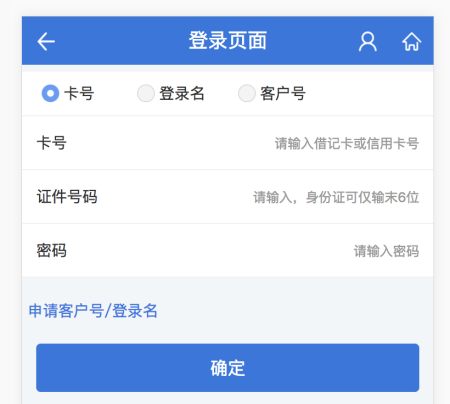 登录页面
卡号 登录名 客户号
卡号 请输入借记卡或信用卡号
证件号码 请输入，身份证可仅输末6位
密码 请输入密码
申请客户号/登录名
确定